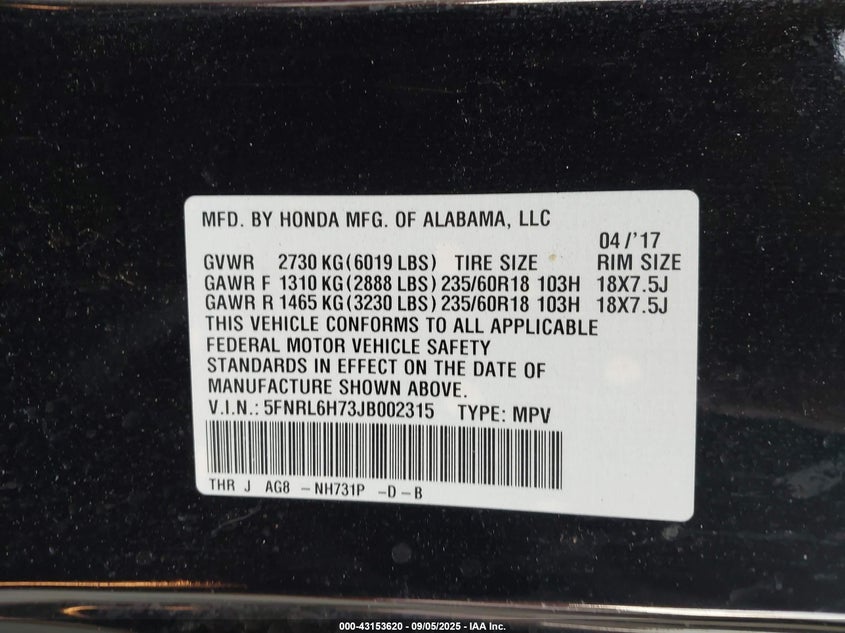 MFD. BY HONDA MFG. OF ALABAMA, LLC
04/'17
GVWR 2730 KG(6019 LBS) TIRE SIZE RIM SIZE
GAWR F 1310 KG(2888 LBS) 235/60R18 103H 18X7.5J
GAWR R 1465 KG(3230 LBS) 235/60R18 103H 18X7.5J
THIS VEHICLE CONFORMS TO ALL APPLICABLE
FEDERAL MOTOR VEHICLE SAFETY
STANDARDS IN EFFECT ON THE DATE OF
MANUFACTURE SHOWN ABOVE.
V.I.N.: 5FNRL6H73JB002315 TYPE: MPV
THR J AG8 -NH731P -D-B
000-43153620 - 09/05/2025 - IAA Inc.